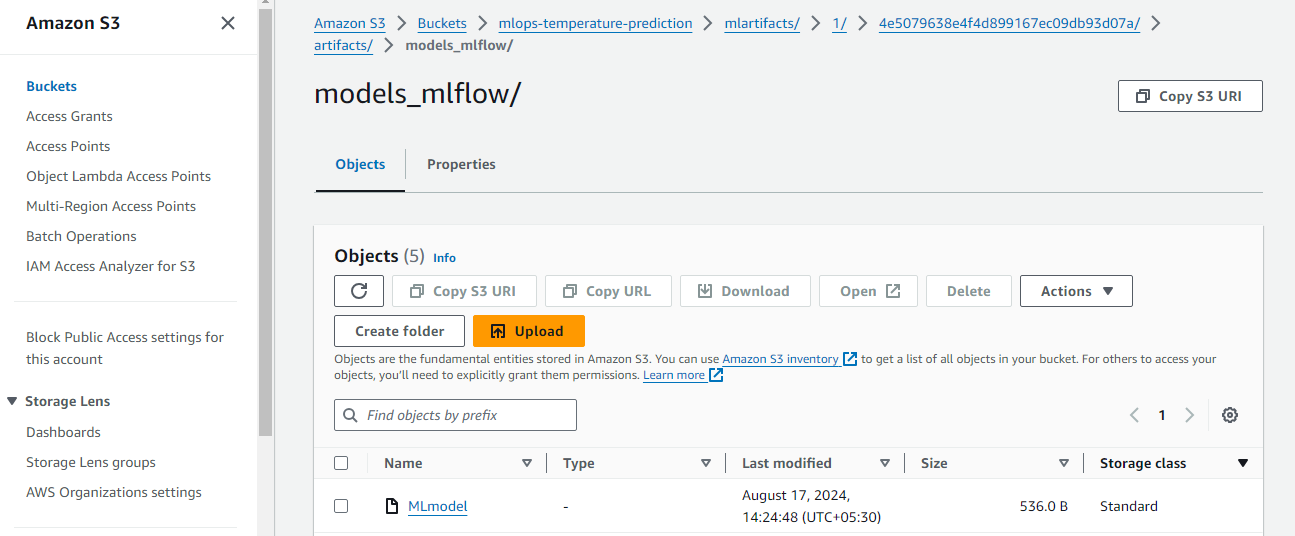 Amazon S3
Buckets
Access Grants
Access Points
Object Lambda Access Points
Multi-Region Access Points
Batch Operations
IAM Access Analyzer for S3
Block Public Access settings for
this account
Storage Lens
Dashboards
Storage Lens groups
AWS Organizations settings
Amazon S3 Buckets mlops-temperature-prediction mlartifacts/ 1/ 4e5079638e4f4d899167ec09db93d07a/
artifacts/ models_mlflow/
models_mlflow/
Copy S3 URI
Objects Properties
Objects (5) Info
Copy S3 URI Copy URL Download Open Delete Actions
Create folder Upload
Objects are the fundamental entities stored in Amazon S3. You can use Amazon S3 inventory to get a list of all objects in your bucket. For others to access your
objects, you'll need to explicitly grant them permissions. Learn more
Find objects by prefix
1
Name Type Last modified Size Storage class
MLmodel - August 17, 2024, 536.0 B Standard
14:24:48 (UTC+05:30)